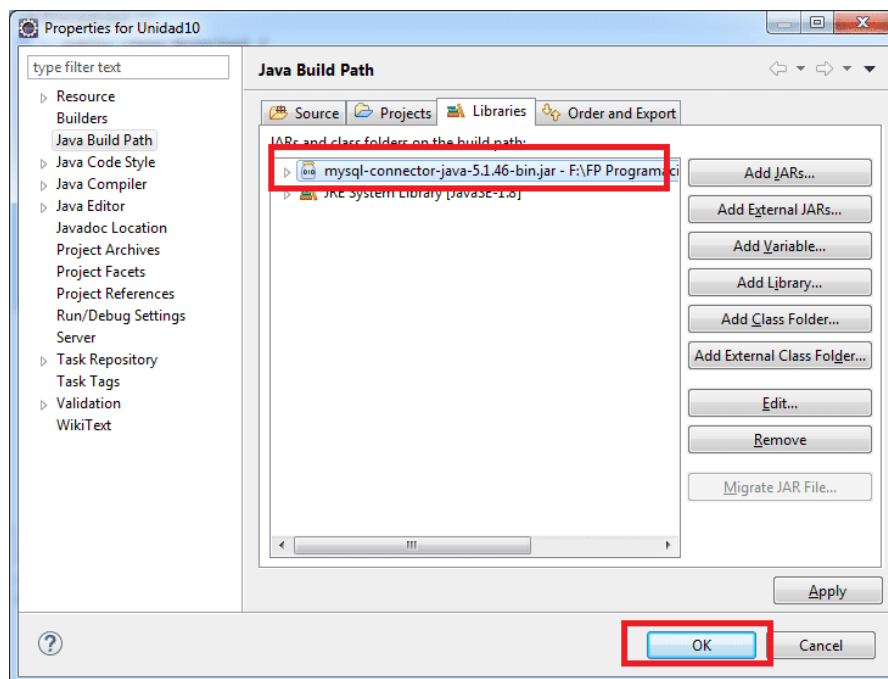 Properties for Unidad10
type filter text
Resource
Builders
Java Build Path
Java Code Style
Java Compiler
Java Editor
Javadoc Location
Project Archives
Project Facets
Project References
Run/Debug Settings
Server
Task Repository
Task Tags
Validation
WikiText
Java Build Path
Source Projects Libraries Order and Export
JARs and class folders on the build path:
mysql-connector-java-5.1.46-bin.jar - F:\FP Programaci
JRE System Library [JavaSE-1.8]
Add JARs...
Add External JARs...
Add Variable...
Add Library...
Add Class Folder...
Add External Class Folder...
Edit...
Remove
Migrate JAR File...
Apply
OK Cancel